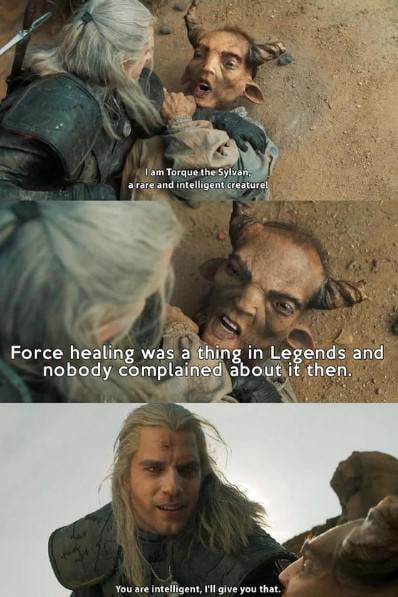 I am Torque the Sylvan,
a rare and intelligent creature!
Force healing was a thing in Legends and
nobody complained about it then.
You are intelligent, I'll give you that.